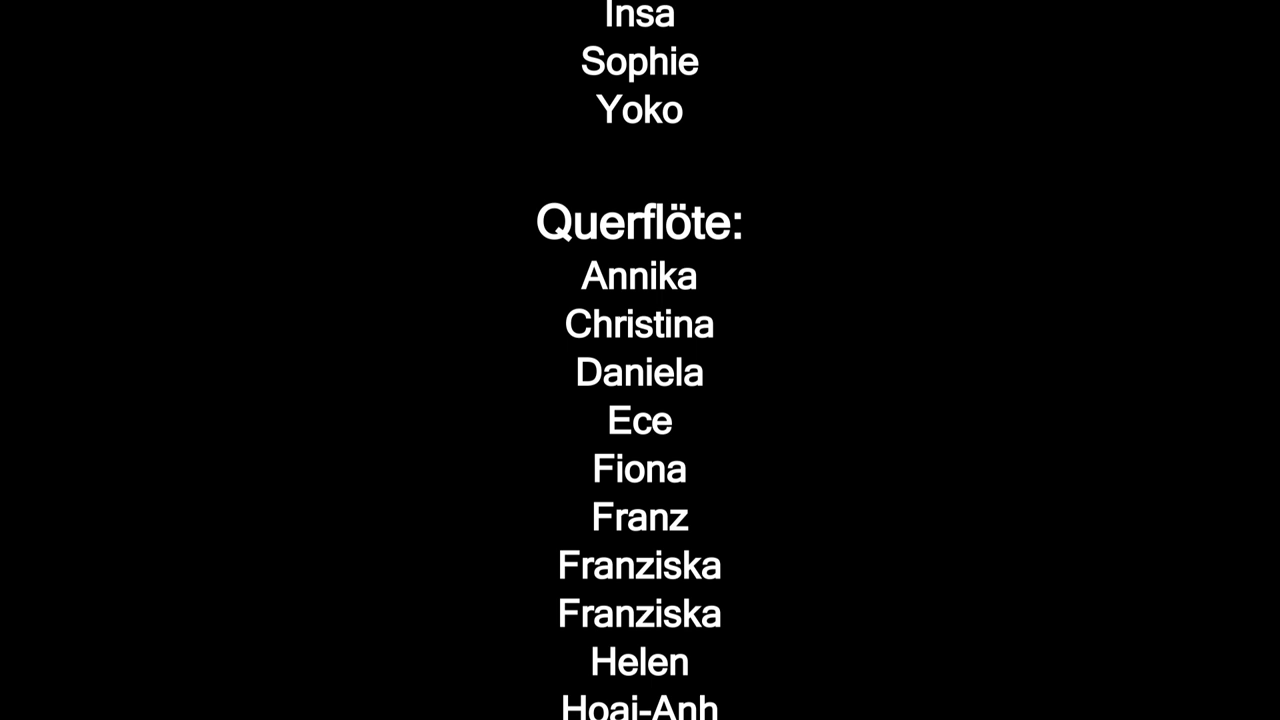 Insa
Sophie
Yoko
Querflöte:
Annika
Christina
Daniela
Ece
Fiona
Franz
Franziska
Franziska
Helen
Hoai-Anh